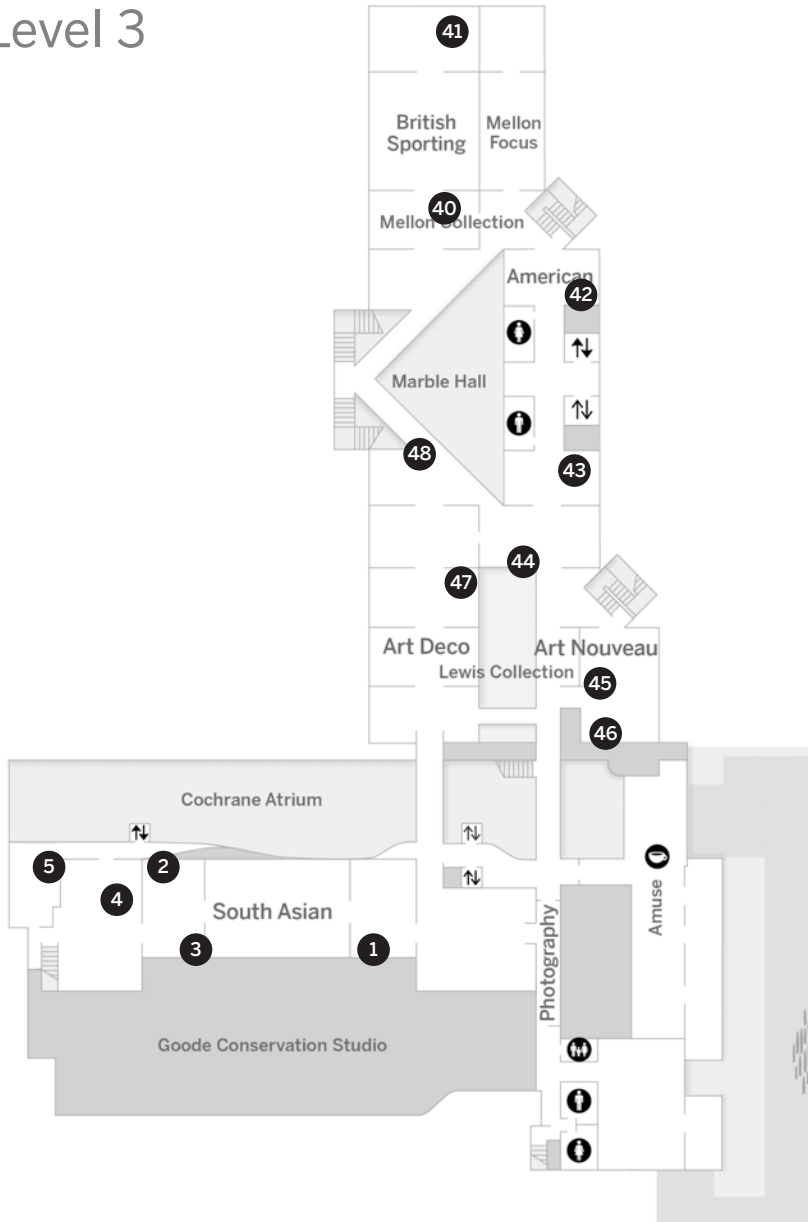 Level 3
41
British
Sporting
Mellon
Focus
40
Mellon Collection
American
42
Marble Hall
48
43
44
47
Art Deco
Art Nouveau
Lewis Collection
45
46
Cochrane Atrium
5
2
4
South Asian
3
1
Amuse
Photography
Goode Conservation Studio